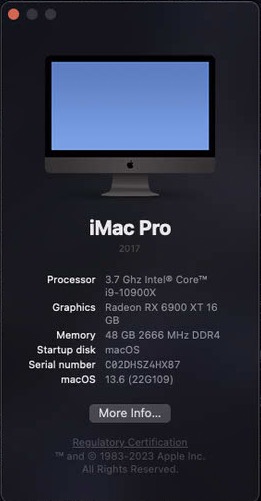 iMac Pro
2017
Processor 3.7 Ghz Intel® Core™
i9-10900X
Graphics Radeon RX 6900 XT 16
GB
Memory 48 GB 2666 MHz DDR4
Startup disk macOS
Serial number C02DHSZ4HX87
macOS 13.6 (22G109)
More Info...
Regulatory Certification
™ and © 1983-2023 Apple Inc.
All Rights Reserved.